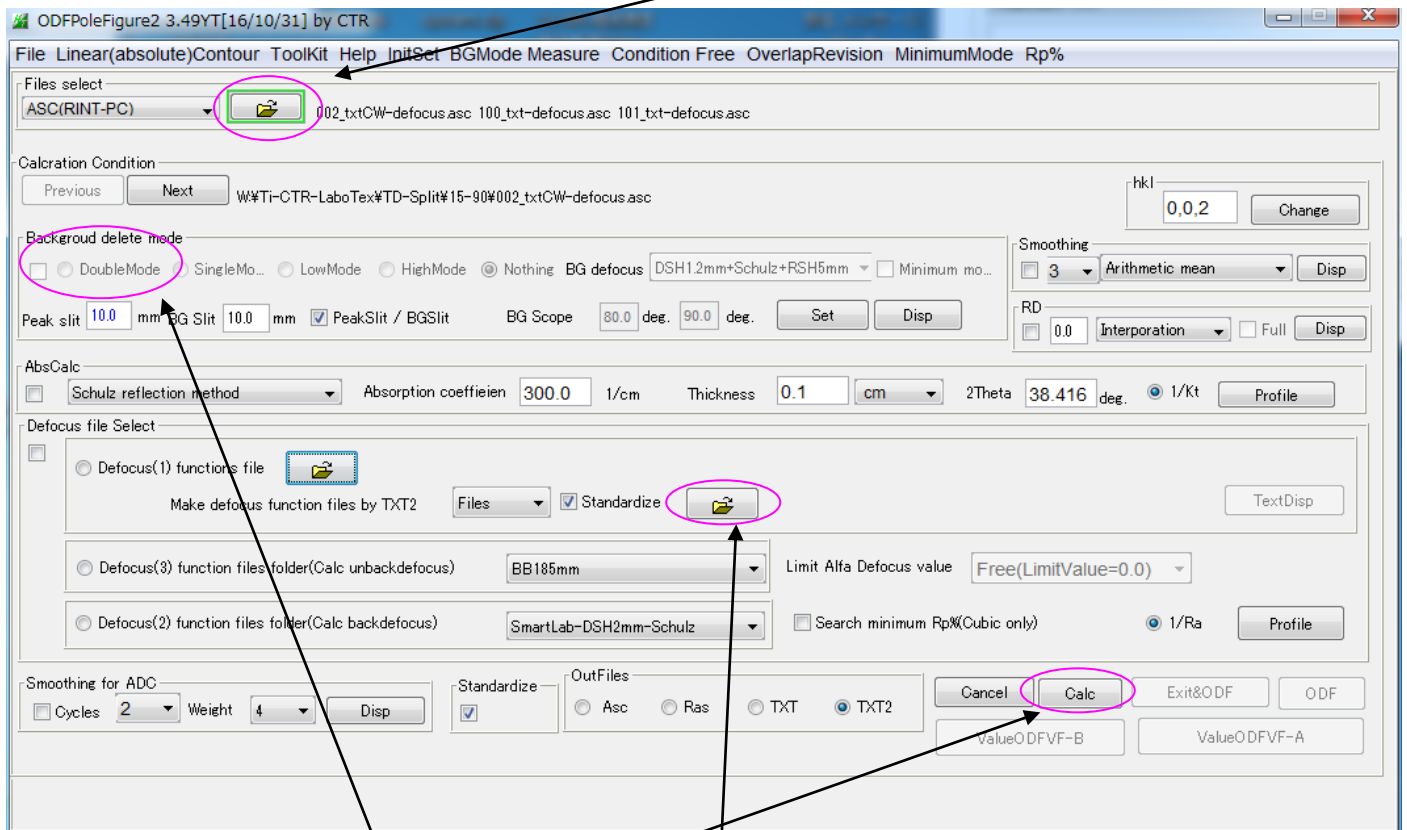 ODFPoleFigure2 3.49YT[16/10/31] by CTR
File Linear(absolute)Contour ToolKit Help InitSet BGMode Measure Condition Free OverlapRevision MinimumMode Rp%
Files select
ASC(RINT-PC) 002_txtCW-defocus.asc 100_txt-defocus.asc 101_txt-defocus.asc
Calcration Condition
Previous Next W:¥Ti-CTR-LaboTex¥TD-Split¥15-90¥002_txtCW-defocus.asc
hkl
0,0,2 Change
Backgroud delete mode
DoubleMode SingleMo... LowMode HighMode Nothing BG defocus DSH1.2mm+Schulz+RSH5mm Minimum mo...
Peak slit 10.0 mm BG Slit 10.0 mm PeakSlit / BGSlit BG Scope 80.0 deg. 90.0 deg. Set Disp
Smoothing
3 Arithmetic mean Disp
RD
0.0 Interporation Full Disp
AbsCalc
Schulz reflection method Absorption coeffieien 300.0 1/cm Thickness 0.1 cm 2Theta 38.416 deg. 1/Kt Profile
Defocus file Select
Defocus(1) functions file
Make defocus function files by TXT2 Files Standardize TextDisp
Defocus(3) function files folder(Calc unbackdefocus) BB185mm Limit Alfa Defocus value Free(LimitValue=0.0)
Defocus(2) function files folder(Calc backdefocus) SmartLab-DSH2mm-Schulz Search minimum Rp%(Cubic only) 1/Ra Profile
Smoothing for ADC
Cycles 2 Weight 4 Disp
Standardize
OutFiles
Asc Ras TXT TXT2
Cancel Calc Exit&ODF ODF
ValueODFVF-B ValueODFVF-A